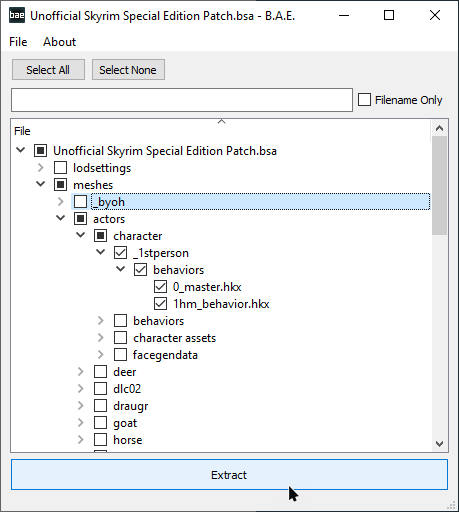 bae Unofficial Skyrim Special Edition Patch.bsa - B.A.E.
File About
Select All Select None
Filename Only
File
Unofficial Skyrim Special Edition Patch.bsa
lodsettings
meshes
_byoh
actors
character
_1stperson
behaviors
0_master.hkx
1hm_behavior.hkx
behaviors
character assets
facegendata
deer
dlc02
draugr
goat
horse
Extract